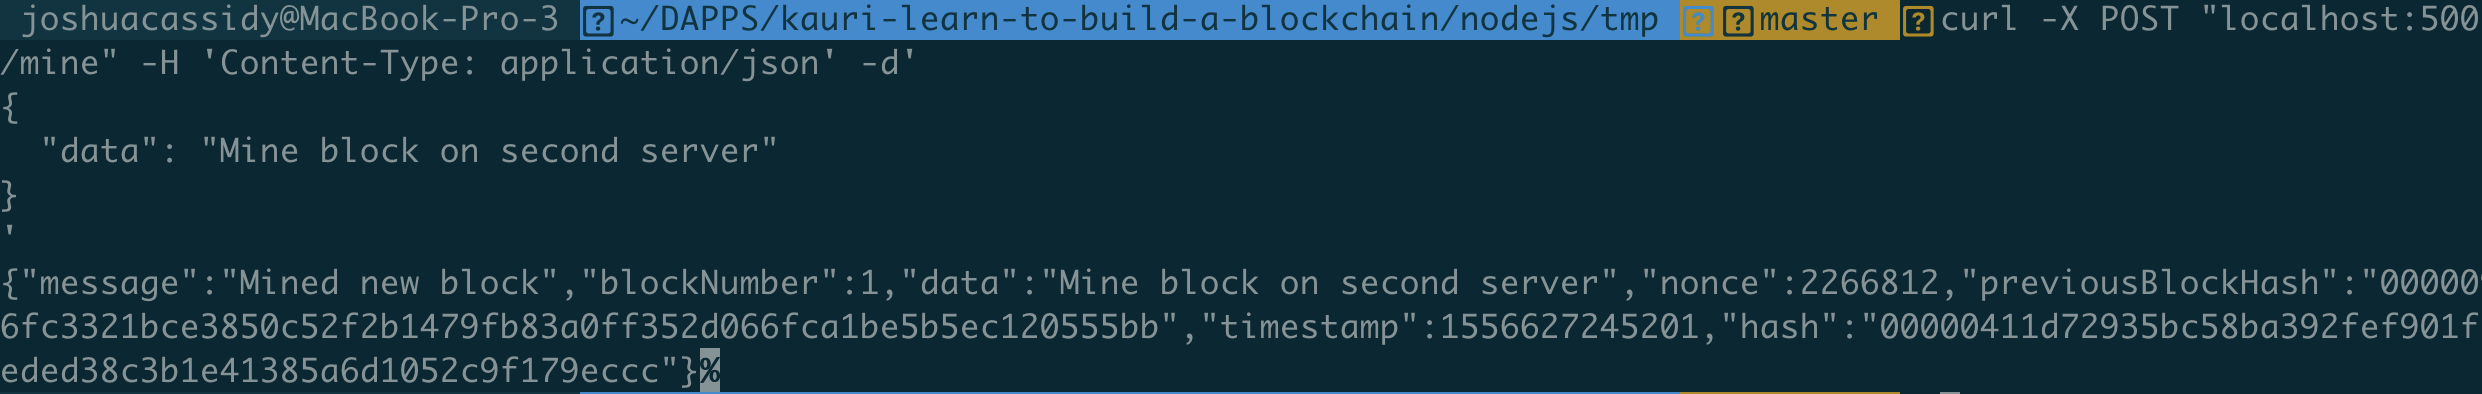 joshuacassidy@MacBook-Pro-3 ~/DAPPS/kauri-learn-to-build-a-blockchain/nodejs/tmp master curl -X POST "localhost:500
/mine" -H 'Content-Type: application/json' -d'
{
"data": "Mine block on second server"
}
'
{"message":"Mined new block","blockNumber":1,"data":"Mine block on second server","nonce":2266812,"previousBlockHash":"000009
6fc3321bce3850c52f2b1479fb83a0ff352d066fca1be5b5ec120555bb","timestamp":1556627245201,"hash":"00000411d72935bc58ba392fef901f
eded38c3b1e41385a6d1052c9f179eccc"}%